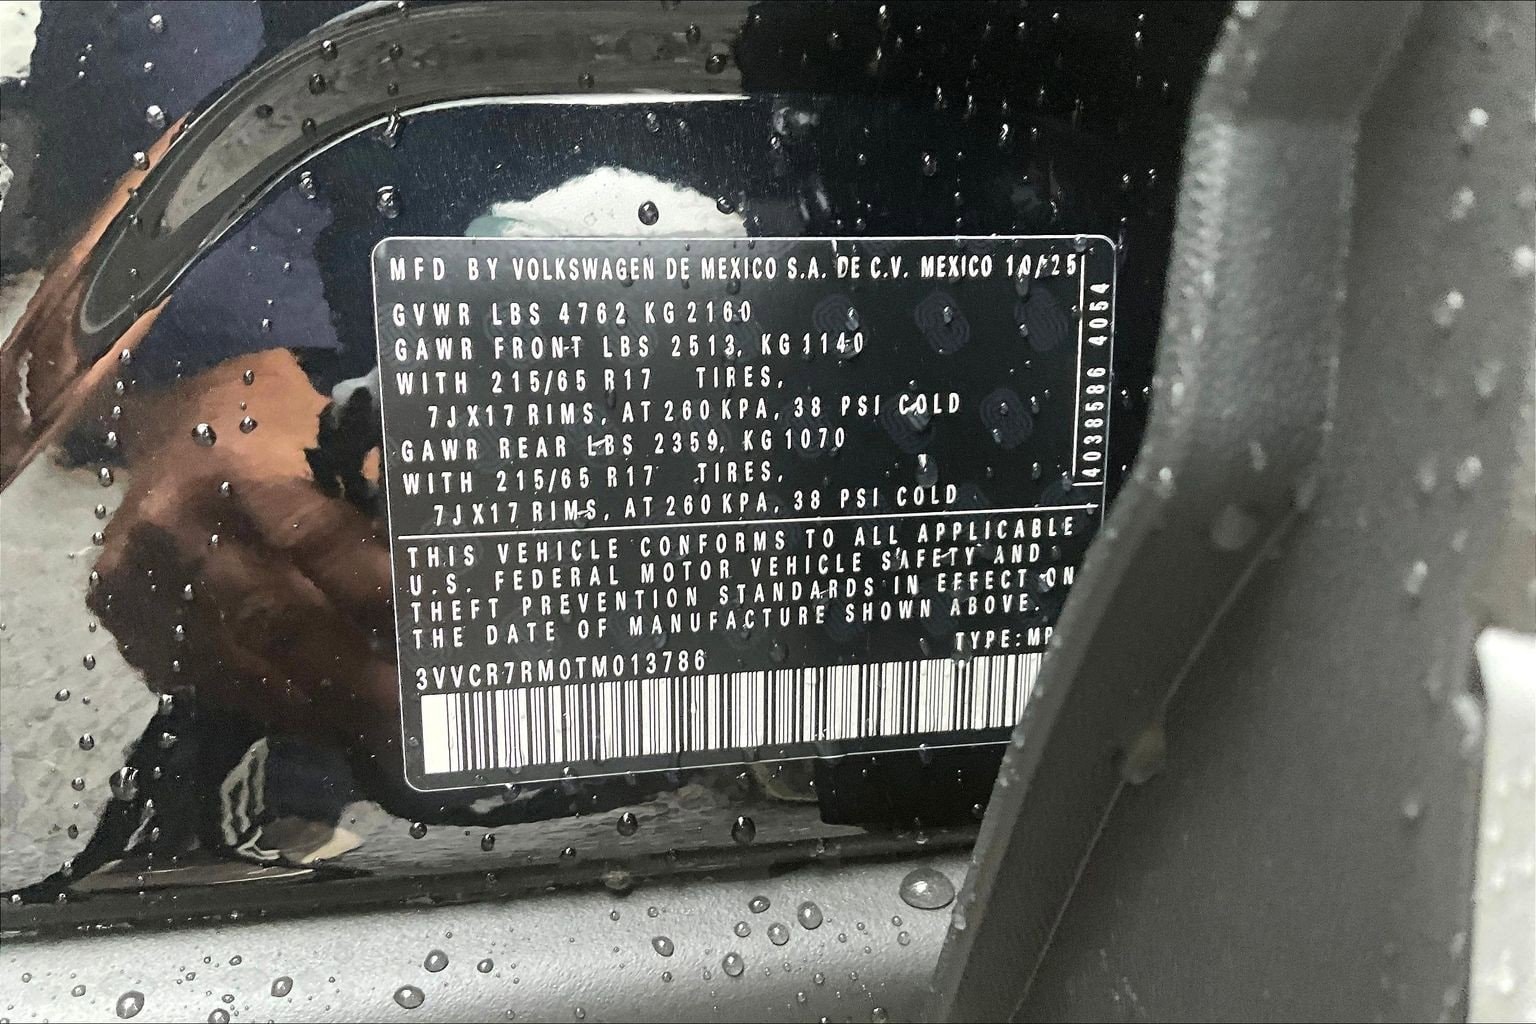 MFD BY VOLKSWAGEN DE MEXICO S.A. DE C.V. MEXICO 10/25
GVWR LBS 4762 KG 2160
GAWR FRONT LBS 2513, KG 1140
WITH 215/65 R17 TIRES,
7JX17 RIMS, AT 260 KPA, 38 PSI COLD
GAWR REAR LBS 2359, KG 1070
WITH 215/65 R17 TIRES,
7JX17 RIMS, AT 260 KPA, 38 PSI COLD
4038586 4054
THIS VEHICLE CONFORMS TO ALL APPLICABLE
U.S. FEDERAL MOTOR VEHICLE SAFETY AND
THEFT PREVENTION STANDARDS IN EFFECT ON
THE DATE OF MANUFACTURE SHOWN ABOVE.
TYPE:MP
3VVCR7RM0TM013786